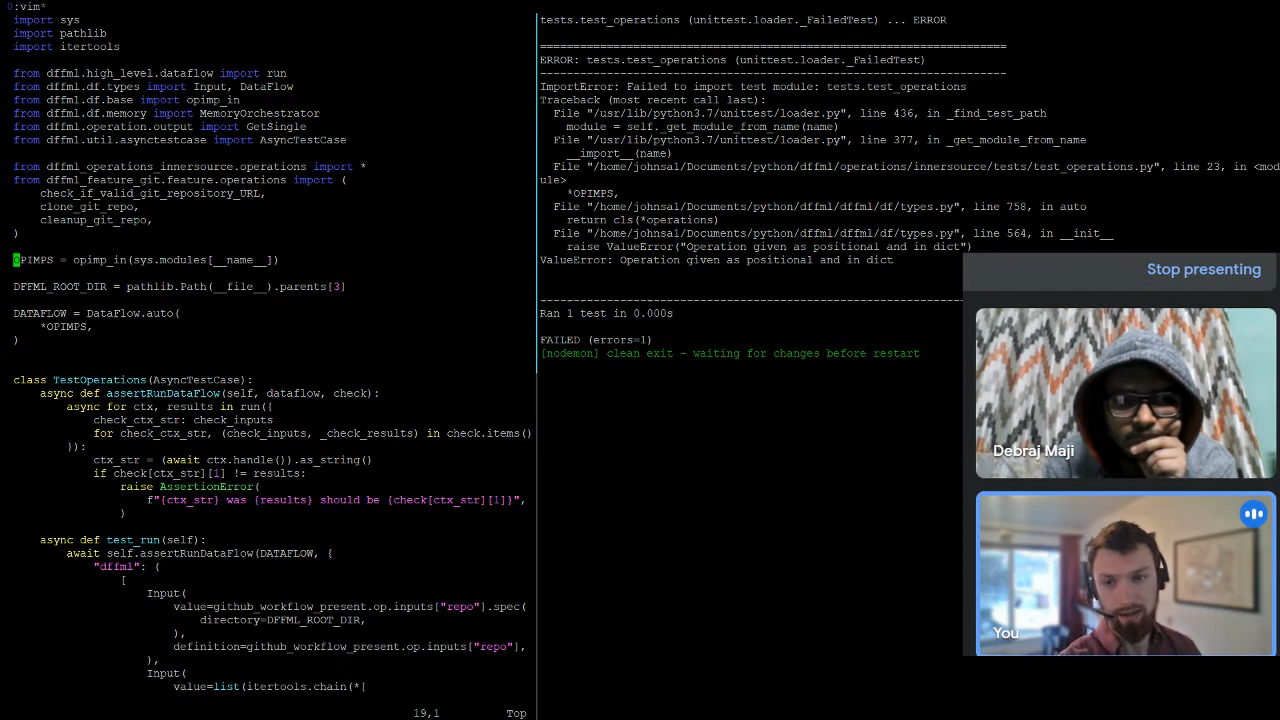 0:vim*
import sys
import pathlib
import itertools
from dffml.high_level.dataflow import run
from dffml.df.types import Input, DataFlow
from dffml.df.base import opimp_in
from dffml.df.memory import MemoryOrchestrator
from dffml.operation.output import GetSingle
from dffml.util.asynctestcase import AsyncTestCase
from dffml_operations_innersource.operations import *
from dffml_feature_git.feature.operations import (
check_if_valid_git_repository_URL,
clone_git_repo,
cleanup_git_repo,
)
OPIMPS = opimp_in(sys.modules[__name__])
DFFML_ROOT_DIR = pathlib.Path(__file__).parents[3]
DATAFLOW = DataFlow.auto(
*OPIMPS,
)
class TestOperations(AsyncTestCase):
async def assertRunDataFlow(self, dataflow, check):
async for ctx, results in run({
check_ctx_str: check_inputs
for check_ctx_str, (check_inputs, _check_results) in check.items()
}):
ctx_str = (await ctx.handle()).as_string()
if check[ctx_str][1] != results:
raise AssertionError(
f"{ctx_str} was {results} should be {check[ctx_str][1]}",
)
async def test_run(self):
await self.assertRunDataFlow(DATAFLOW, {
"dffml": (
[
Input(
value=github_workflow_present.op.inputs["repo"].spec(
directory=DFFML_ROOT_DIR,
),
definition=github_workflow_present.op.inputs["repo"],
),
Input(
value=list(itertools.chain(*[
19,1 Top
tests.test_operations (unittest.loader._FailedTest) ... ERROR
======================================================================
ERROR: tests.test_operations (unittest.loader._FailedTest)
----------------------------------------------------------------------
ImportError: Failed to import test module: tests.test_operations
Traceback (most recent call last):
File "/usr/lib/python3.7/unittest/loader.py", line 436, in _find_test_path
module = self._get_module_from_name(name)
File "/usr/lib/python3.7/unittest/loader.py", line 377, in _get_module_from_name
__import__(name)
File "/home/johnsa1/Documents/python/dffml/operations/innersource/tests/test_operations.py", line 23, in <mod
ule>
*OPIMPS,
File "/home/johnsa1/Documents/python/dffml/dffml/df/types.py", line 758, in auto
return cls(*operations)
File "/home/johnsa1/Documents/python/dffml/dffml/df/types.py", line 564, in __init__
raise ValueError("Operation given as positional and in dict")
ValueError: Operation given as positional and in dict
----------------------------------------------------------------
Ran 1 test in 0.000s
FAILED (errors=1)
[nodemon] clean exit - waiting for changes before restart
Stop presenting
Debraj Maji
You